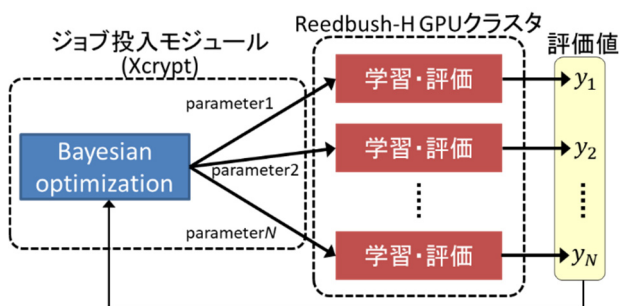 ジョブ投入モジュール
(Xcrypt)
Reedbush-H GPUクラスタ
評価値
Bayesian
optimization
parameter1
parameter2
parameterN
学習・評価
学習・評価
学習・評価
y₁
y₂
y_N